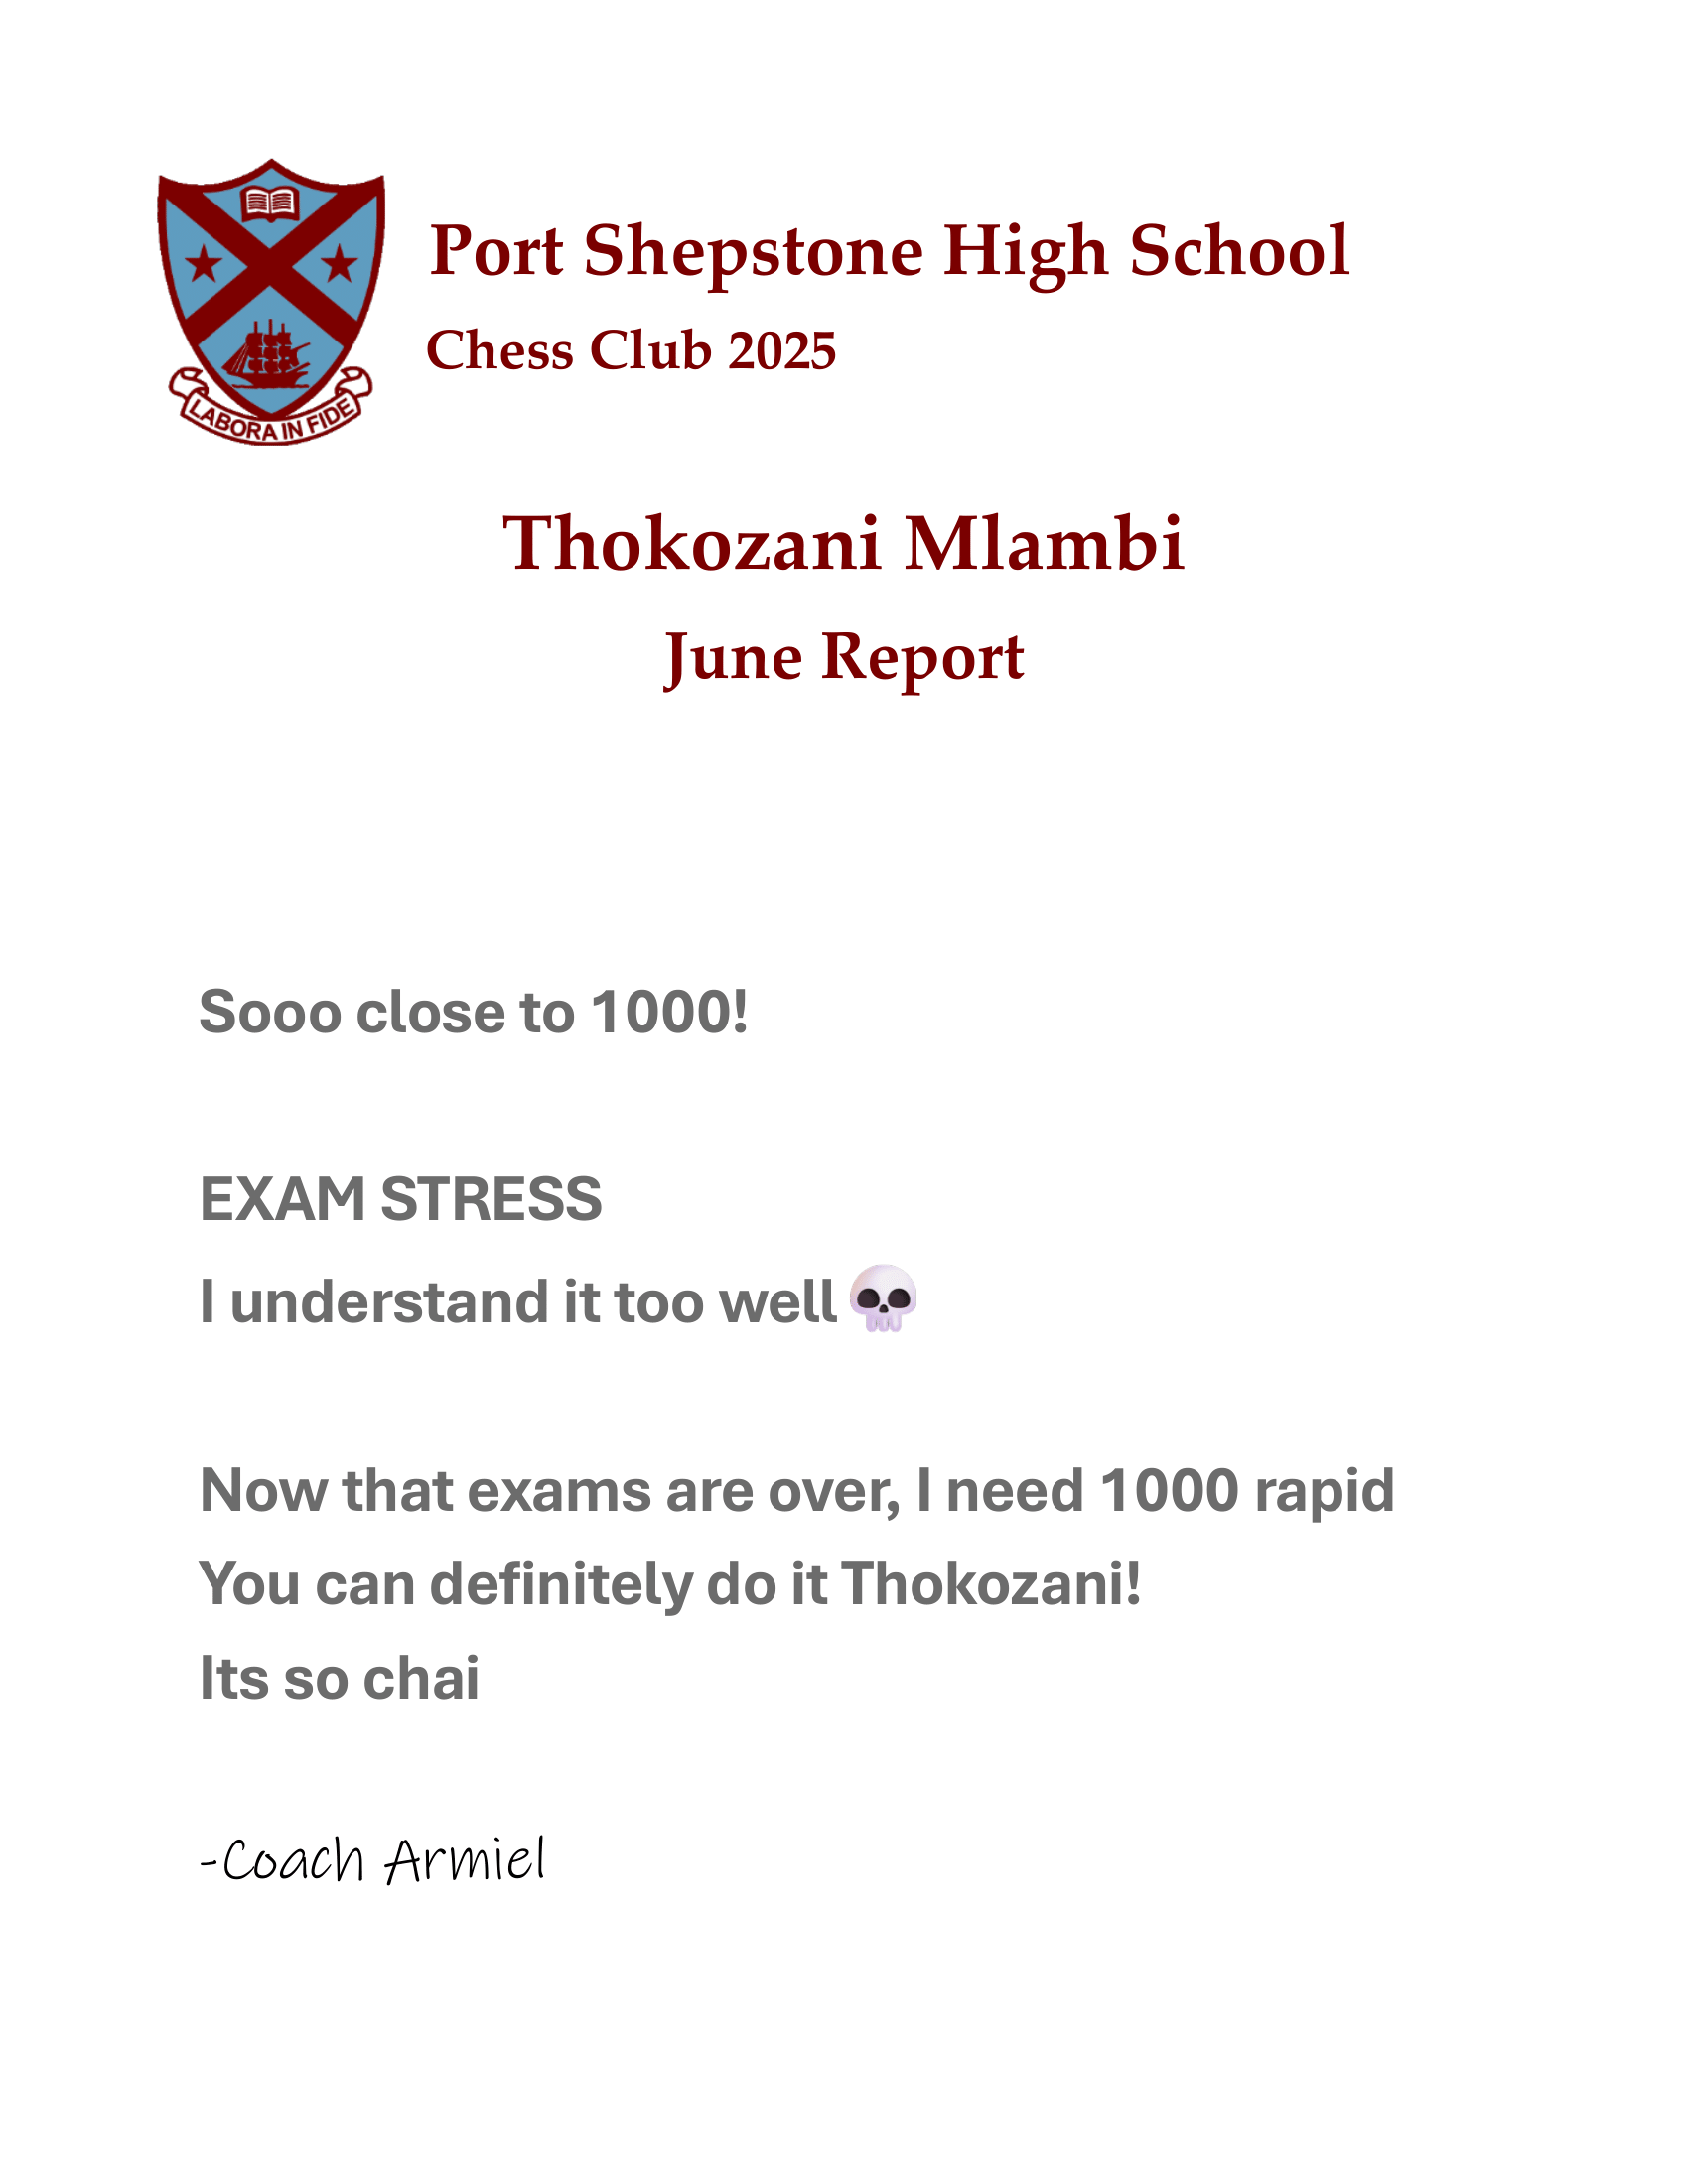 Port Shepstone High School
Chess Club 2025
LABORA IN FIDE
Thokozani Mlambi
June Report
Sooo close to 1000!
EXAM STRESS
I understand it too well 💀
Now that exams are over, I need 1000 rapid
You can definitely do it Thokozani!
Its so chai
-Coach Armiel